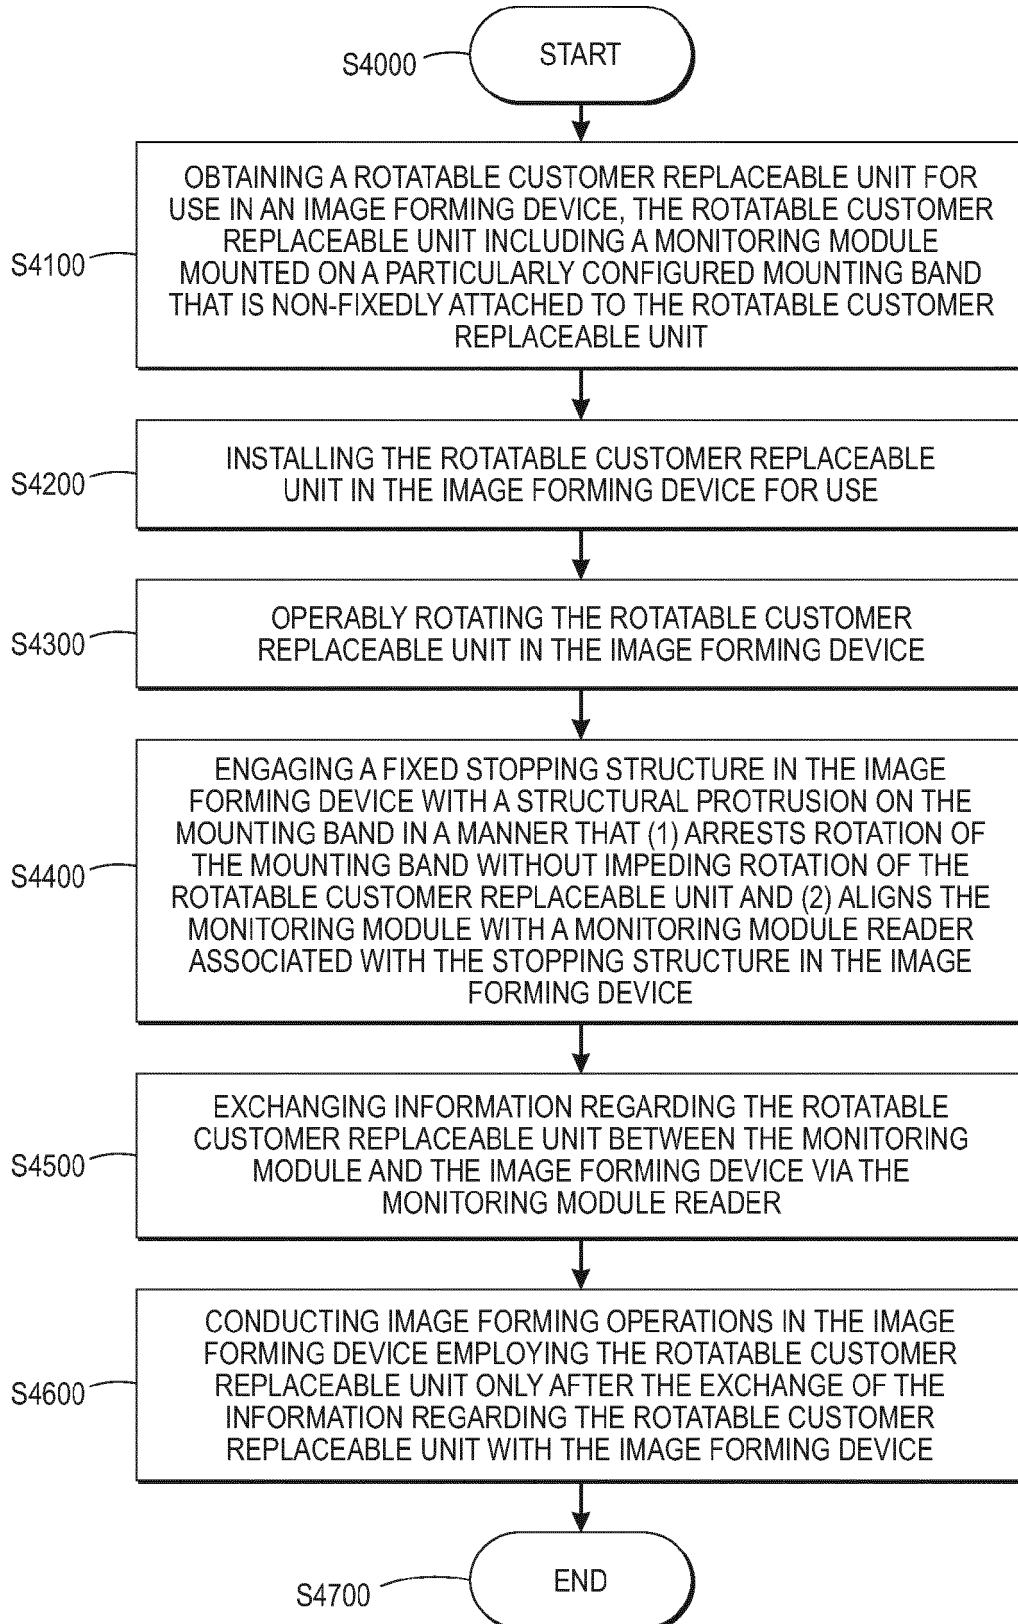 S4000
START
S4100
OBTAINING A ROTATABLE CUSTOMER REPLACEABLE UNIT FOR
USE IN AN IMAGE FORMING DEVICE, THE ROTATABLE CUSTOMER
REPLACEABLE UNIT INCLUDING A MONITORING MODULE
MOUNTED ON A PARTICULARLY CONFIGURED MOUNTING BAND
THAT IS NON-FIXEDLY ATTACHED TO THE ROTATABLE CUSTOMER
REPLACEABLE UNIT
S4200
INSTALLING THE ROTATABLE CUSTOMER REPLACEABLE
UNIT IN THE IMAGE FORMING DEVICE FOR USE
S4300
OPERABLY ROTATING THE ROTATABLE CUSTOMER
REPLACEABLE UNIT IN THE IMAGE FORMING DEVICE
S4400
ENGAGING A FIXED STOPPING STRUCTURE IN THE IMAGE
FORMING DEVICE WITH A STRUCTURAL PROTRUSION ON THE
MOUNTING BAND IN A MANNER THAT (1) ARRESTS ROTATION OF
THE MOUNTING BAND WITHOUT IMPEDING ROTATION OF THE
ROTATABLE CUSTOMER REPLACEABLE UNIT AND (2) ALIGNS THE
MONITORING MODULE WITH A MONITORING MODULE READER
ASSOCIATED WITH THE STOPPING STRUCTURE IN THE IMAGE
FORMING DEVICE
S4500
EXCHANGING INFORMATION REGARDING THE ROTATABLE
CUSTOMER REPLACEABLE UNIT BETWEEN THE MONITORING
MODULE AND THE IMAGE FORMING DEVICE VIA THE
MONITORING MODULE READER
S4600
CONDUCTING IMAGE FORMING OPERATIONS IN THE IMAGE
FORMING DEVICE EMPLOYING THE ROTATABLE CUSTOMER
REPLACEABLE UNIT ONLY AFTER THE EXCHANGE OF THE
INFORMATION REGARDING THE ROTATABLE CUSTOMER
REPLACEABLE UNIT WITH THE IMAGE FORMING DEVICE
S4700
END